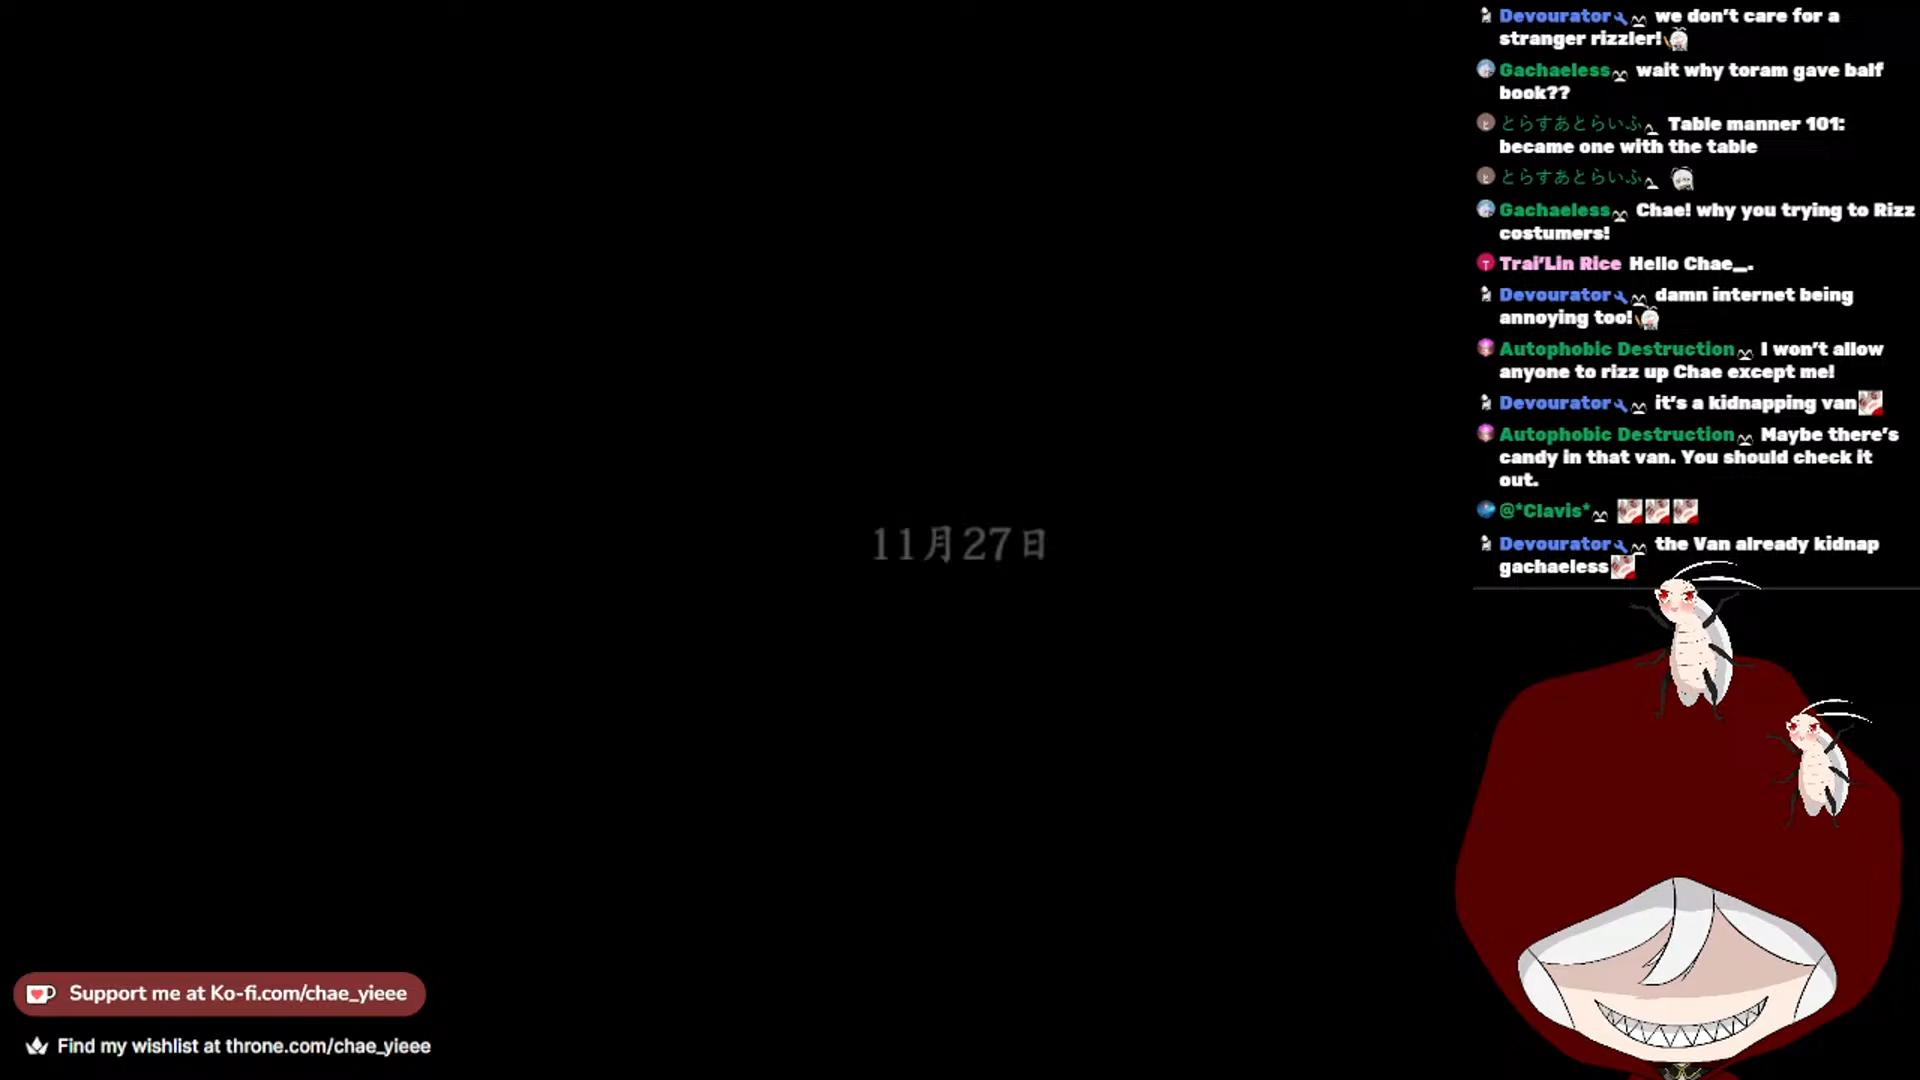 Devourator we don't care for a
stranger rizzler!
Gachaeless wait why toram gave balf
book??
とらすあとらいふ Table manner 101:
became one with the table
とらすあとらいふ
Gachaeless Chae! why you trying to Rizz
costumers!
Trai'Lin Rice Hello Chae_.
Devourator damn internet being
annoying too!
Autophobic Destruction I won't allow
anyone to rizz up Chae except me!
Devourator it's a kidnapping van
Autophobic Destruction Maybe there's
candy in that van. You should check it
out.
@*Clavis*
Devourator the Van already kidnap
gachaeless
11月27日
Support me at Ko-fi.com/chae_yieee
Find my wishlist at throne.com/chae_yieee